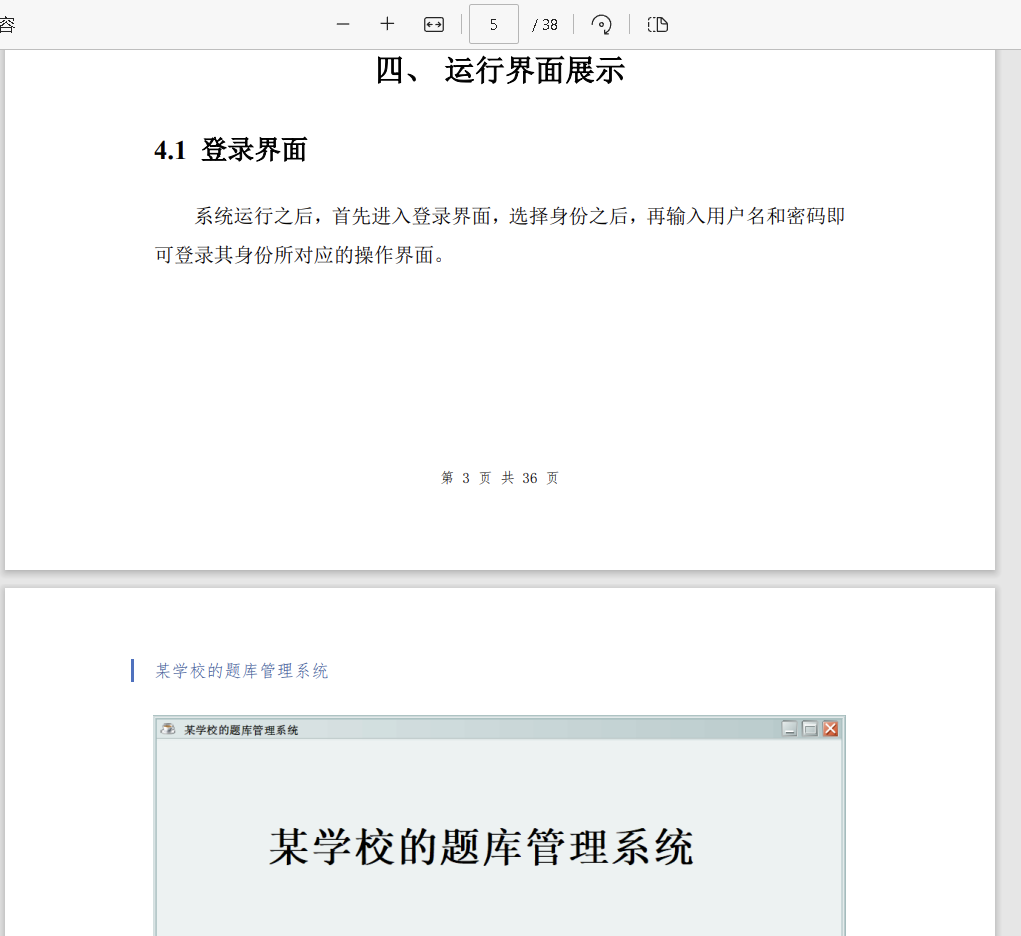 容
5
/ 38
四、 运行界面展示
4.1 登录界面
系统运行之后，首先进入登录界面，选择身份之后，再输入用户名和密码即
可登录其身份所对应的操作界面。
第 3 页 共 36 页
某学校的题库管理系统
某学校的题库管理系统
某学校的题库管理系统